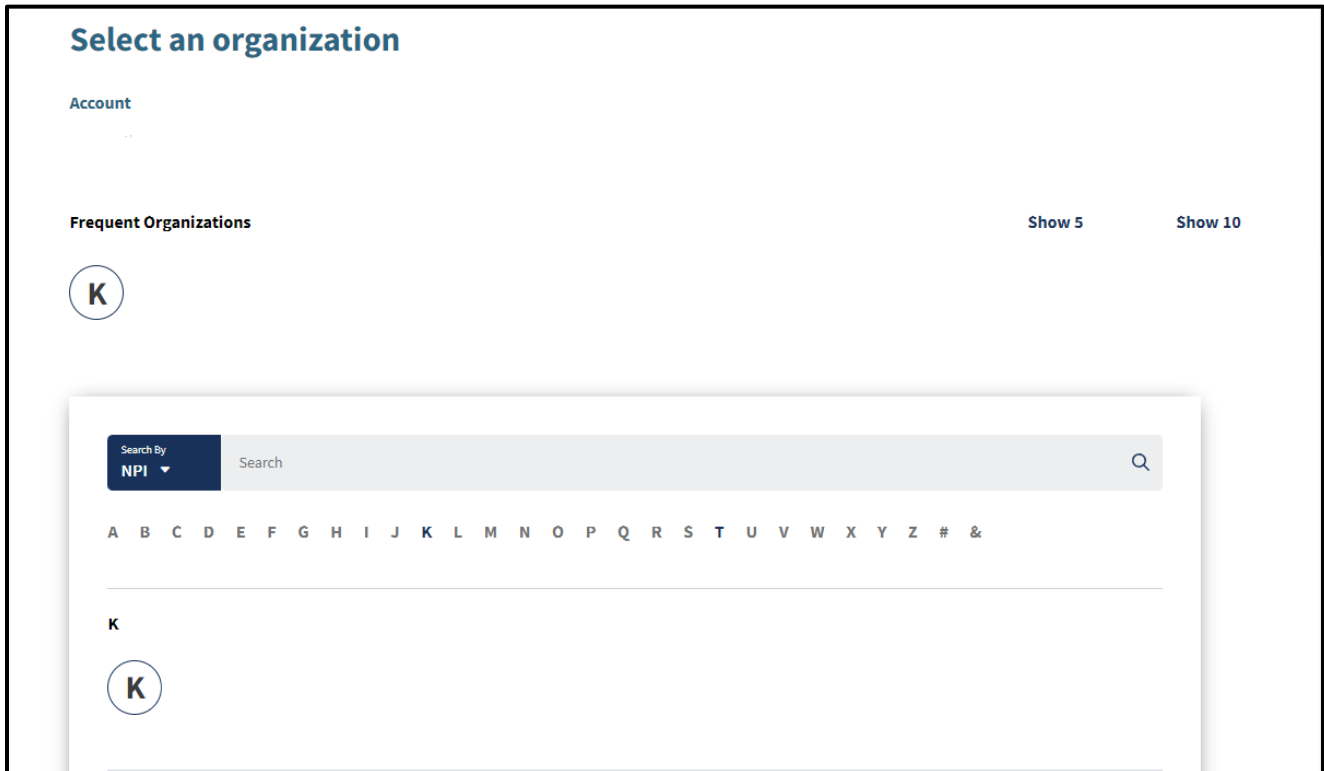 Select an organization
Account
Frequent Organizations Show 5 Show 10
K
Search By
NPI Search
A B C D E F G H I J K L M N O P Q R S T U V W X Y Z # &
K
K